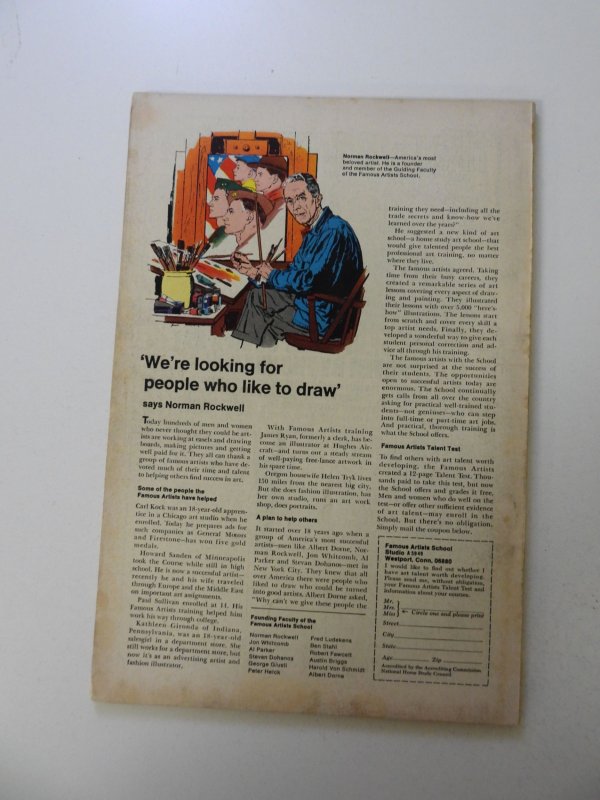 Norman Rockwell—America's most
beloved artist. He is a founder
and member of the Guiding Faculty
of the Famous Artists School.
'We're looking for
people who like to draw'
says Norman Rockwell
Today hundreds of men and women
who never thought they could be art-
ists are working at easels and drawing
boards, making pictures and getting
well paid for it. They all can thank a
group of famous artists who have de-
voted much of their time and talent
to helping others find success in art.
Some of the people the
Famous Artists have helped
Carl Kock was an 18-year-old appren-
tice in a Chicago art studio when he
enrolled. Today he prepares ads for
such companies as General Motors
and Firestone—has won five gold
medals.
Howard Sanden of Minneapolis
took the Course while still in high
school. He is now a successful artist—
recently he and his wife traveled
through Europe and the Middle East
on important art assignments.
Paul Sullivan enrolled at 11. His
Famous Artists training helped him
work his way through college.
Kathleen Gironda of Indiana,
Pennsylvania, was an 18-year-old
salesgirl in a department store. She
still works for a department store, but
now it's as an advertising artist and
fashion illustrator.
With Famous Artists training
James Ryan, formerly a clerk, has be-
come an illustrator at Hughes Air-
craft—and turns out a steady stream
of well-paying free-lance artwork in
his spare time.
Oregon housewife Helen Tryk lives
150 miles from the nearest big city.
But she does fashion illustration, has
her own studio, runs an art work
shop, does portraits.
A plan to help others
It started over 18 years ago when a
group of America's most successful
artists—men like Albert Dorne, Nor-
man Rockwell, Jon Whitcomb, Al
Parker and Stevan Dohanos—met in
New York City. They knew that all
over America there were people who
liked to draw who could be turned
into good artists. Albert Dorne asked,
"Why can't we give these people the
Founding Faculty of the
Famous Artists School
Norman Rockwell
Jon Whitcomb
Al Parker
Stevan Dohanos
George Giusti
Peter Helck
Fred Ludekens
Ben Stahl
Robert Fawcett
Austin Briggs
Harold Von Schmidt
Albert Dorne
training they need—including all the
trade secrets and know-how we've
learned over the years?"
He suggested a new kind of art
school—a home study art school—that
would give talented people the best
professional art training, no matter
where they live.
The famous artists agreed. Taking
time from their busy careers, they
created a remarkable series of art
lessons covering every aspect of draw-
ing and painting. They illustrated
their lessons with over 5,000 "here's-
how" illustrations. The lessons start
from scratch and cover every skill a
top artist needs. Finally, they de-
veloped a wonderful way to give each
student personal correction and ad-
vice all through his training.
The famous artists with the School
are not surprised at the success of
their students. The opportunities
open to successful artists today are
enormous. The School continually
gets calls from all over the country
asking for practical well-trained stu-
dents—not geniuses—who can step
into full-time or part-time art jobs.
And practical, thorough training is
what the School offers.
Famous Artists Talent Test
To find others with art talent worth
developing, the Famous Artists
created a 12-page Talent Test. Thou-
sands paid to take this test, but now
the School offers and grades it free.
Men and women who do well on the
test—or offer other sufficient evidence
of art talent—may enroll in the
School. But there's no obligation.
Simply mail the coupon below.
Famous Artists School
Studio
Westport, Conn. 06880
I would like to find out whether I
have art talent worth developing.
Please send me, without obligation,
your Famous Artists Talent Test and
information about your courses.
Mr.
Mrs.
Miss
Circle one and please print
Street
City
State
Age Zip
Accredited by the Accrediting Commission
National Home Study Council